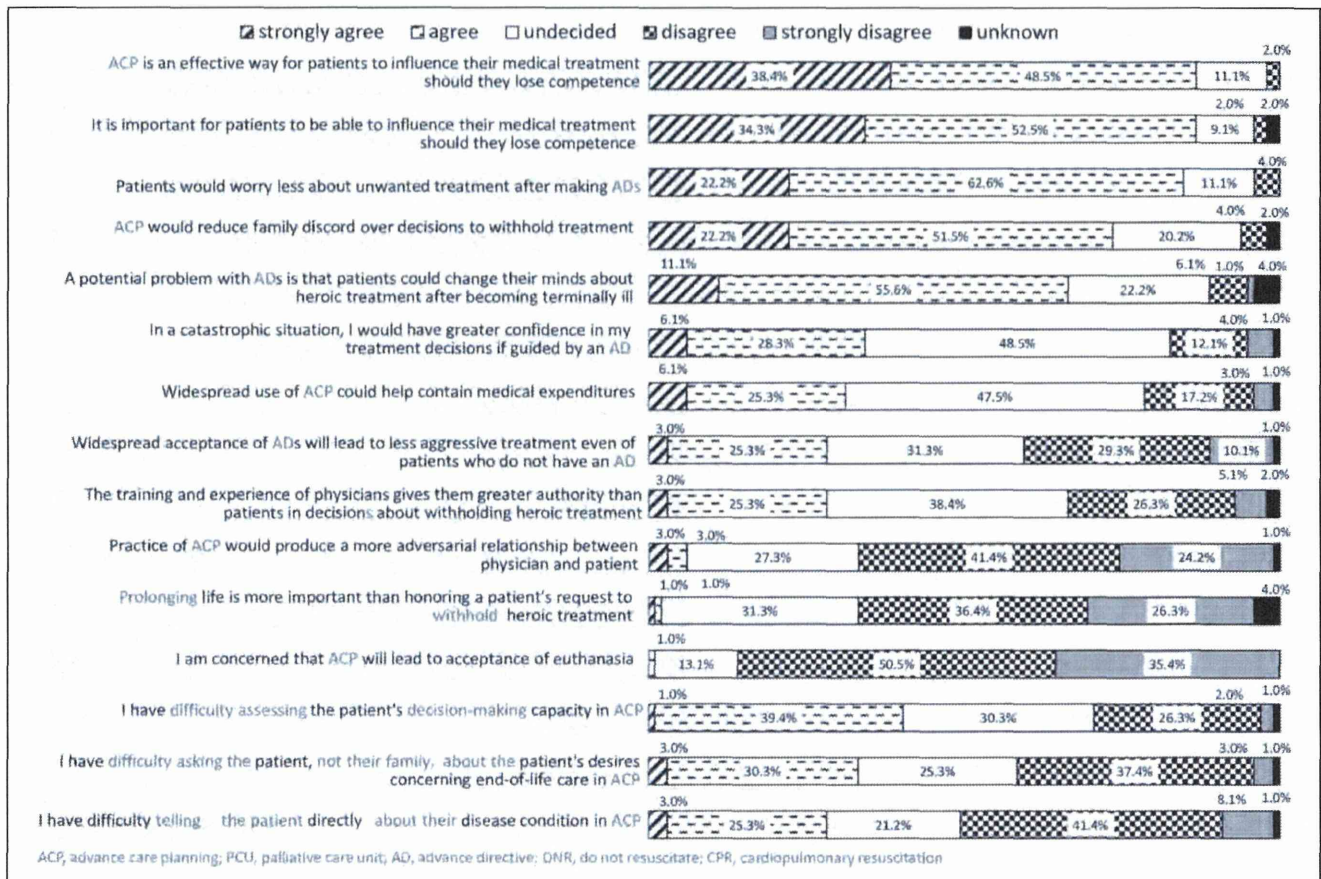 strongly agree agree undecided disagree strongly disagree unknown
2.0%
ACP is an effective way for patients to influence their medical treatment
should they lose competence
38.4% 48.5% 11.1%
2.0% 2.0%
It is important for patients to be able to influence their medical treatment
should they lose competence
34.3% 52.5% 9.1%
4.0%
Patients would worry less about unwanted treatment after making ADs
22.2% 62.6% 11.1%
4.0% 2.0%
ACP would reduce family discord over decisions to withhold treatment
22.2% 51.5% 20.2%
11.1% 6.1% 1.0% 4.0%
A potential problem with ADs is that patients could change their minds about
heroic treatment after becoming terminally ill
55.6% 22.2%
6.1% 4.0% 1.0%
In a catastrophic situation, I would have greater confidence in my
treatment decisions if guided by an AD
28.3% 48.5% 12.1%
6.1% 3.0% 1.0%
Widespread use of ACP could help contain medical expenditures
25.3% 47.5% 17.2%
3.0% 1.0%
Widespread acceptance of ADs will lead to less aggressive treatment even of
patients who do not have an AD
25.3% 31.3% 29.3% 10.1%
3.0% 5.1% 2.0%
The training and experience of physicians gives them greater authority than
patients in decisions about withholding heroic treatment
25.3% 38.4% 26.3%
3.0% 3.0% 1.0%
Practice of ACP would produce a more adversarial relationship between
physician and patient
27.3% 41.4% 24.2%
1.0% 1.0% 4.0%
Prolonging life is more important than honoring a patient's request to
withhold heroic treatment
31.3% 36.4% 26.3%
1.0%
I am concerned that ACP will lead to acceptance of euthanasia
13.1% 50.5% 35.4%
1.0% 2.0% 1.0%
I have difficulty assessing the patient's decision-making capacity in ACP
39.4% 30.3% 26.3%
3.0% 3.0% 1.0%
I have difficulty asking the patient, not their family, about the patient's desires
concerning end-of-life care in ACP
30.3% 25.3% 37.4%
3.0% 8.1% 1.0%
I have difficulty telling the patient directly about their disease condition in ACP
25.3% 21.2% 41.4%
ACP, advance care planning; PCU, palliative care unit; AD, advance directive; DNR, do not resuscitate; CPR, cardiopulmonary resuscitation